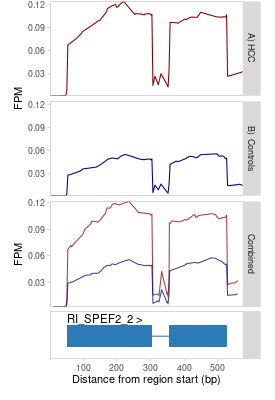 0.12
0.09
0.06
0.03
FPM
A) HCC
0.12
0.09
0.06
0.03
B) Controls
0.12
0.09
0.06
0.03
FPM
Combined
RI_SPEF2_2 >
100 200 300 400 500
Distance from region start (bp)